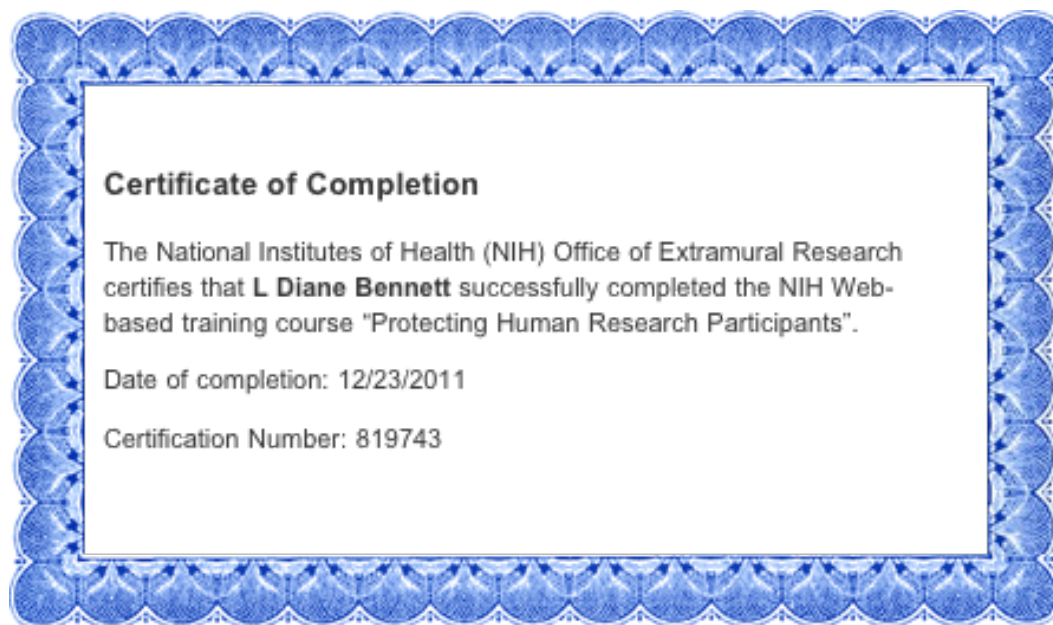 Certificate of Completion
The National Institutes of Health (NIH) Office of Extramural Research
certifies that L Diane Bennett successfully completed the NIH Web-
based training course “Protecting Human Research Participants”.
Date of completion: 12/23/2011
Certification Number: 819743